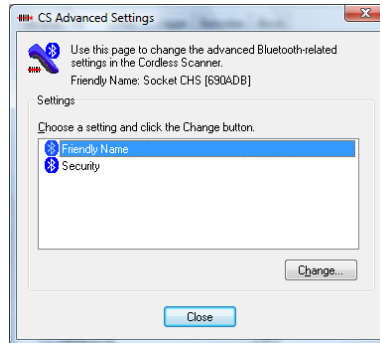 CS Advanced Settings
Use this page to change the advanced Bluetooth-related
settings in the Cordless Scanner.
Friendly Name: Socket CHS [690ADB]
Settings
Choose a setting and click the Change button.
Friendly Name
Security
Change...
Close